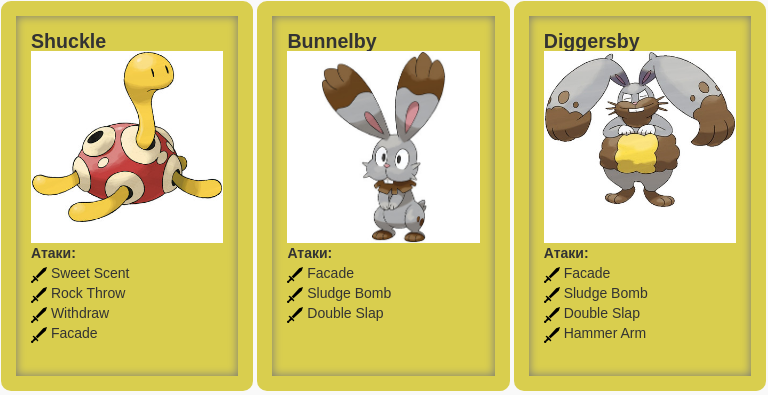 Shuckle
Атаки:
Sweet Scent
Rock Throw
Withdraw
Facade
Bunnelby
Атаки:
Facade
Sludge Bomb
Double Slap
Diggersby
Атаки:
Facade
Sludge Bomb
Double Slap
Hammer Arm